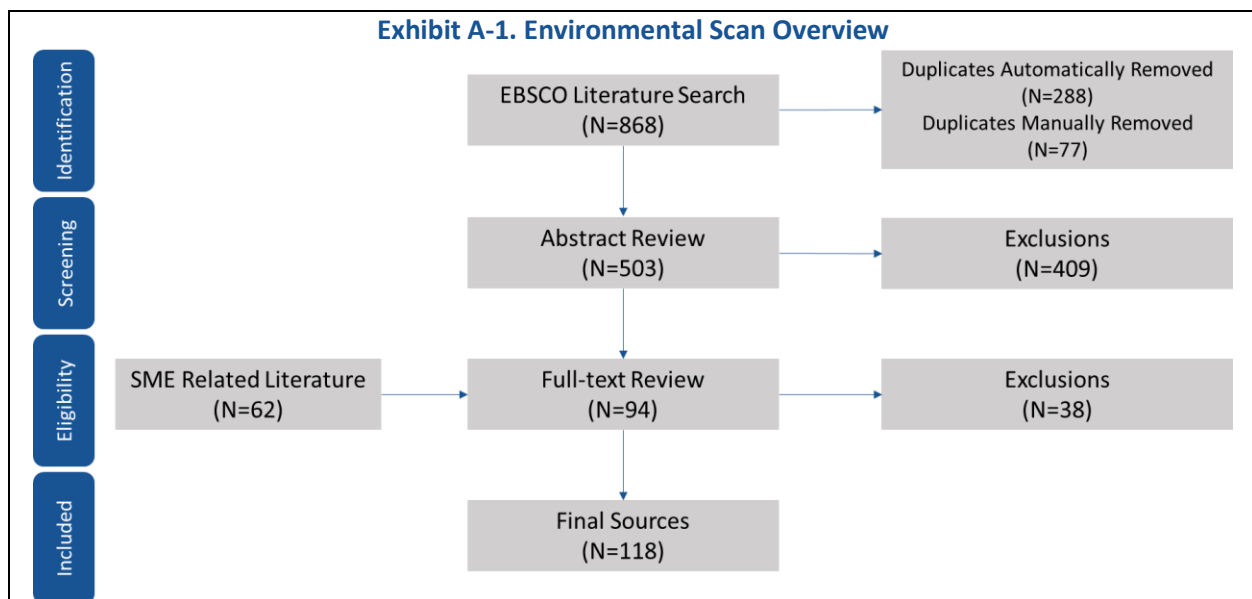 Exhibit A-1. Environmental Scan Overview
Identification
EBSCO Literature Search
(N=868)
Duplicates Automatically Removed
(N=288)
Duplicates Manually Removed
(N=77)
Screening
Abstract Review
(N=503)
Exclusions
(N=409)
Eligibility
SME Related Literature
(N=62)
Full-text Review
(N=94)
Exclusions
(N=38)
Included
Final Sources
(N=118)